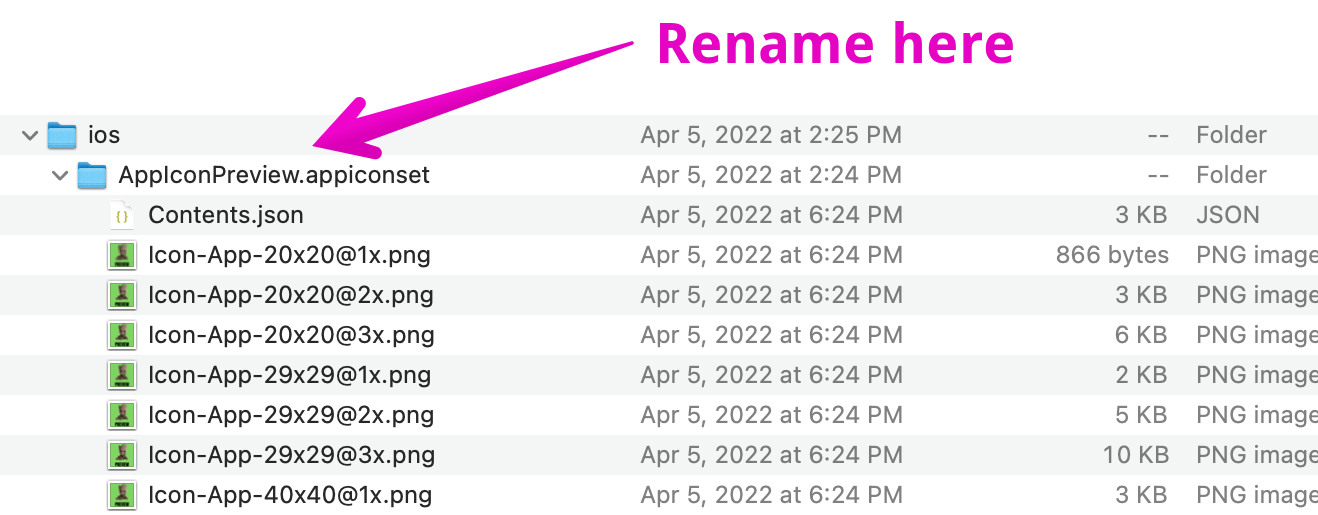 Rename here
ios Apr 5, 2022 at 2:25 PM -- Folder
AppIconPreview.appiconset Apr 5, 2022 at 2:24 PM -- Folder
{} Contents.json Apr 5, 2022 at 6:24 PM 3 KB JSON
PREVIEW Icon-App-20x20@1x.png Apr 5, 2022 at 6:24 PM 866 bytes PNG image
PREVIEW Icon-App-20x20@2x.png Apr 5, 2022 at 6:24 PM 3 KB PNG image
PREVIEW Icon-App-20x20@3x.png Apr 5, 2022 at 6:24 PM 6 KB PNG image
PREVIEW Icon-App-29x29@1x.png Apr 5, 2022 at 6:24 PM 2 KB PNG image
PREVIEW Icon-App-29x29@2x.png Apr 5, 2022 at 6:24 PM 5 KB PNG image
PREVIEW Icon-App-29x29@3x.png Apr 5, 2022 at 6:24 PM 10 KB PNG image
PREVIEW Icon-App-40x40@1x.png Apr 5, 2022 at 6:24 PM 3 KB PNG image